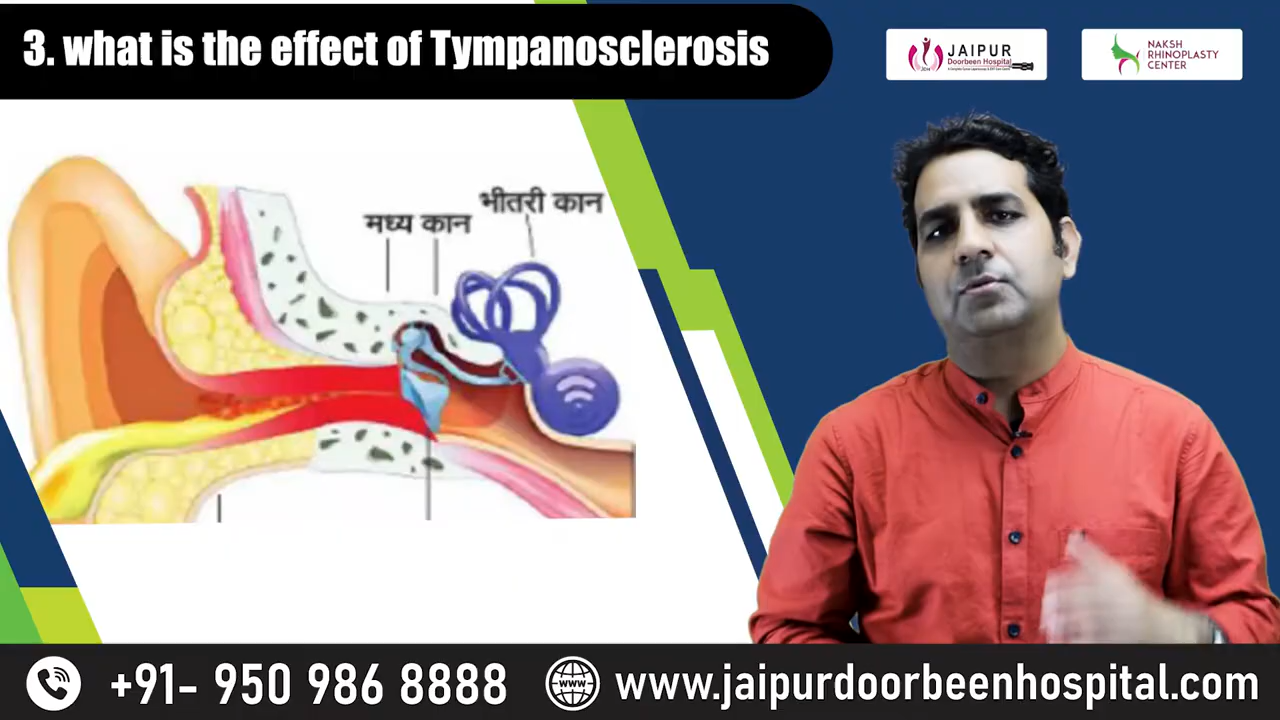 3. what is the effect of Tympanosclerosis
JAIPUR
Doorbeen Hospital
NAKSH
RHINOPLASTY
CENTER
भीतरी कान
मध्य कान
+91- 950 986 8888
www
www.jaipurdoorbeenhospital.com